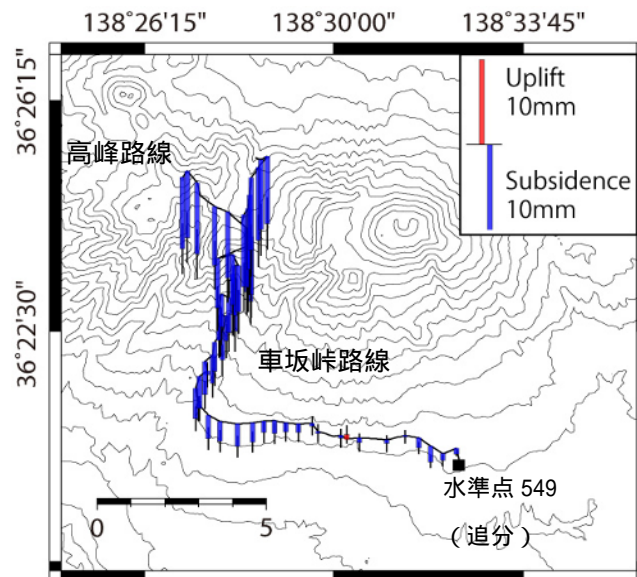 138˚26'15"
138˚30'00"
138˚33'45"
36˚26'15"
36˚22'30"
Uplift
10mm
Subsidence
10mm
高峰路線
車坂峠路線
水準点 549
（追分）
0
5